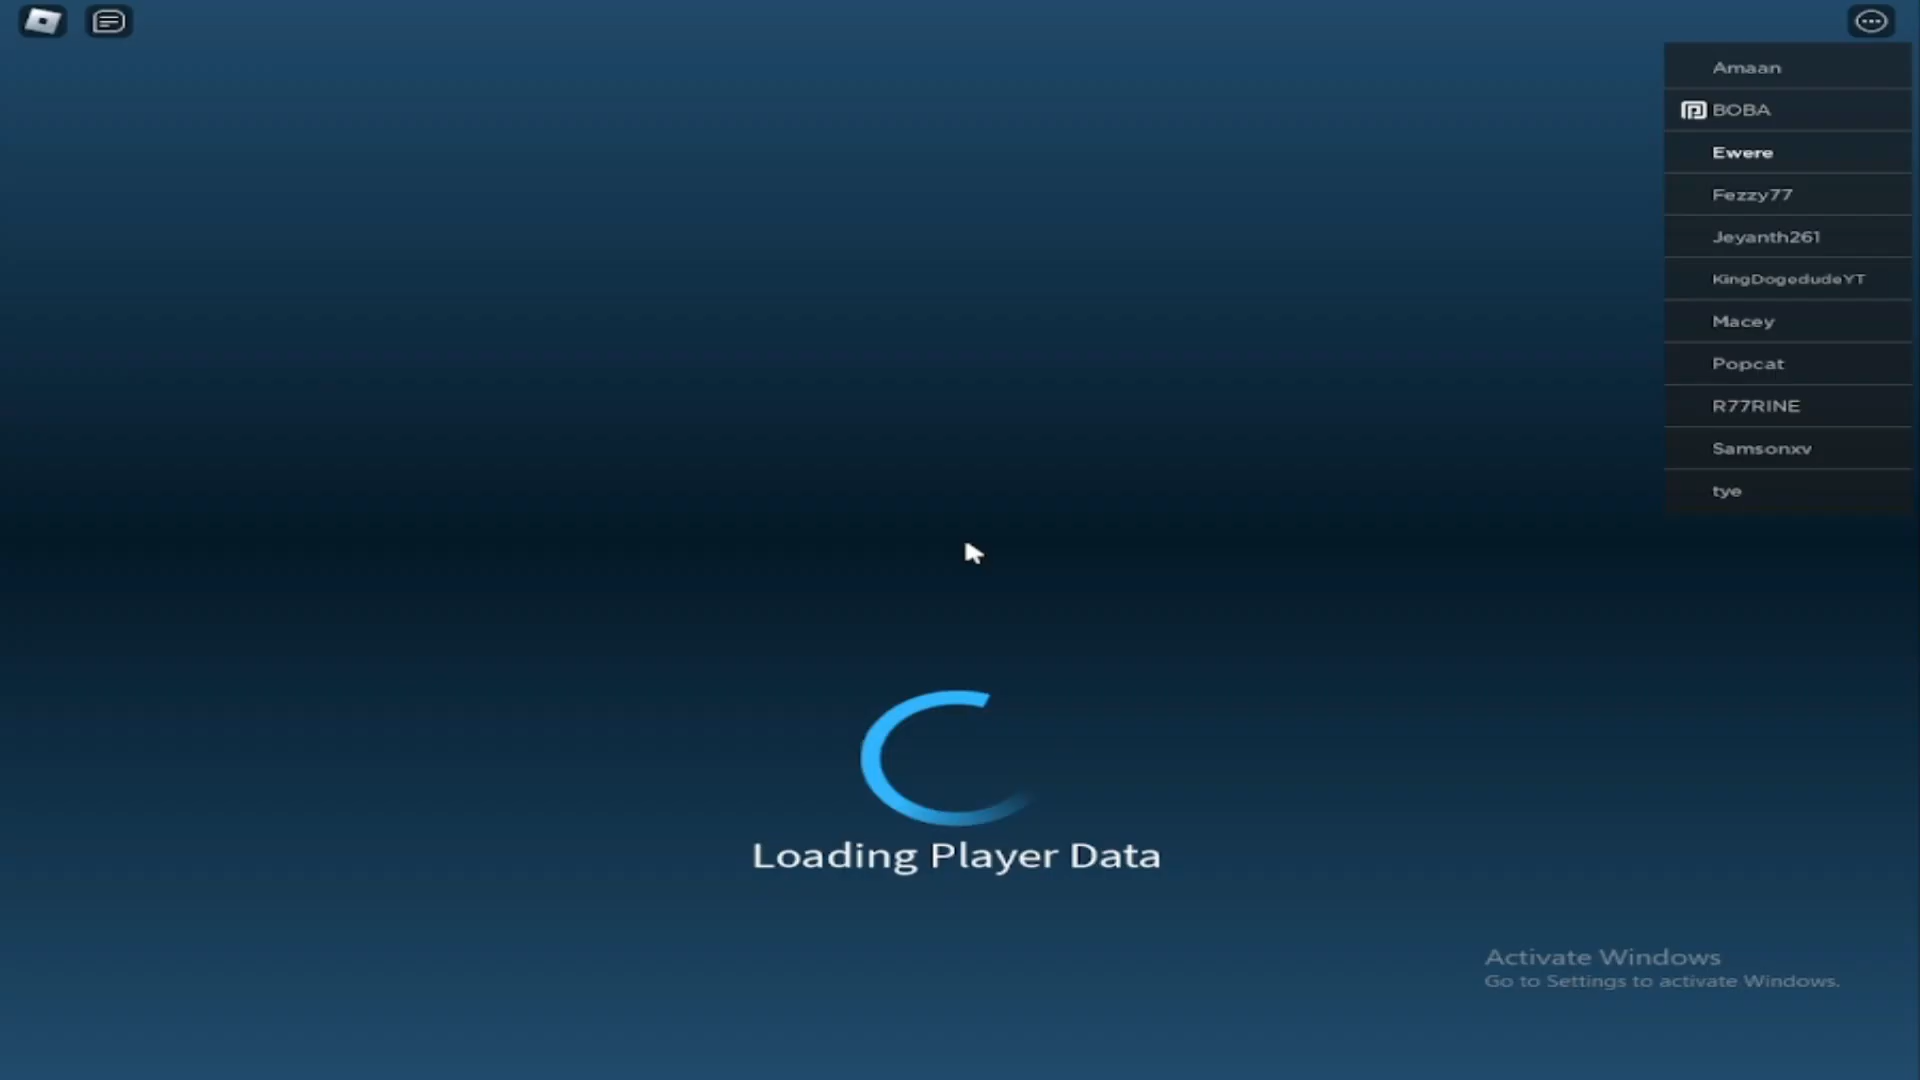 Amaan
BOBA
Ewere
Fezzy77
Jeyanth261
KingDogedudeYT
Macey
Popcat
R77RINE
Samsonxv
tye
Loading Player Data
Activate Windows
Go to Settings to activate Windows.